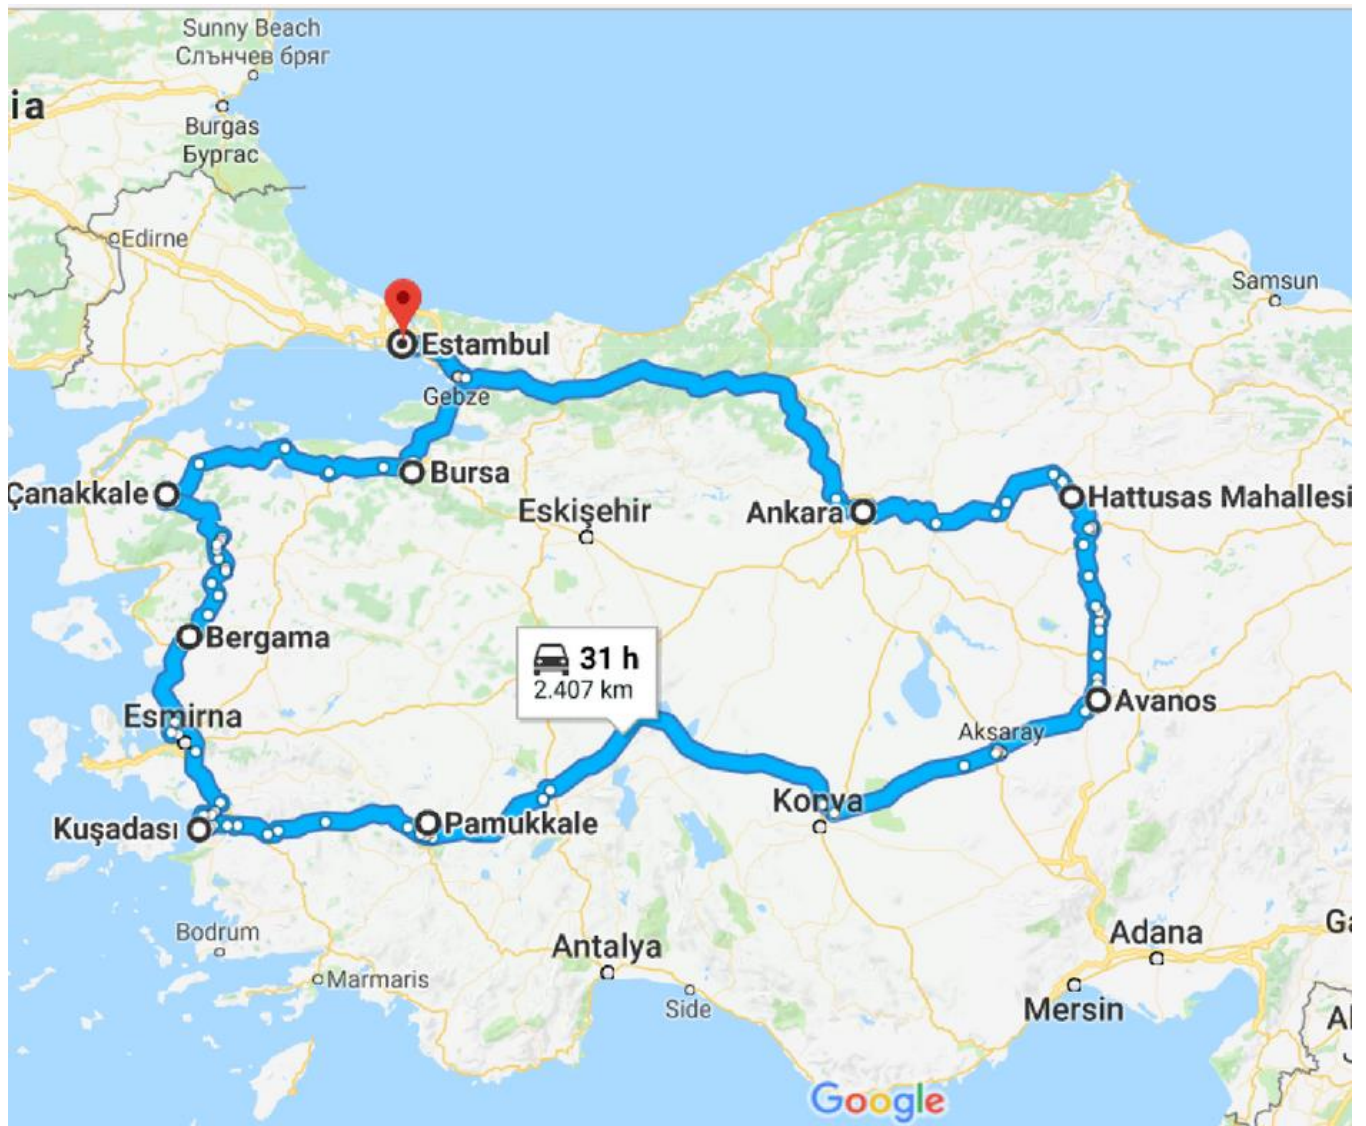 Sunny Beach
Слънчев бряг
ia
Burgas
Бургас
Edirne
Samsun
Estambul
Gebze
Bursa
Çanakkale
Eskişehir
Ankara
Hattusas Mahallesi
Bergama
31 h
2.407 km
Avanos
Esmirna
Aksaray
Konya
Kuşadası
Pamukkale
Bodrum
Antalya
Adana
Ga
Marmaris
Side
Mersin
Al
Google